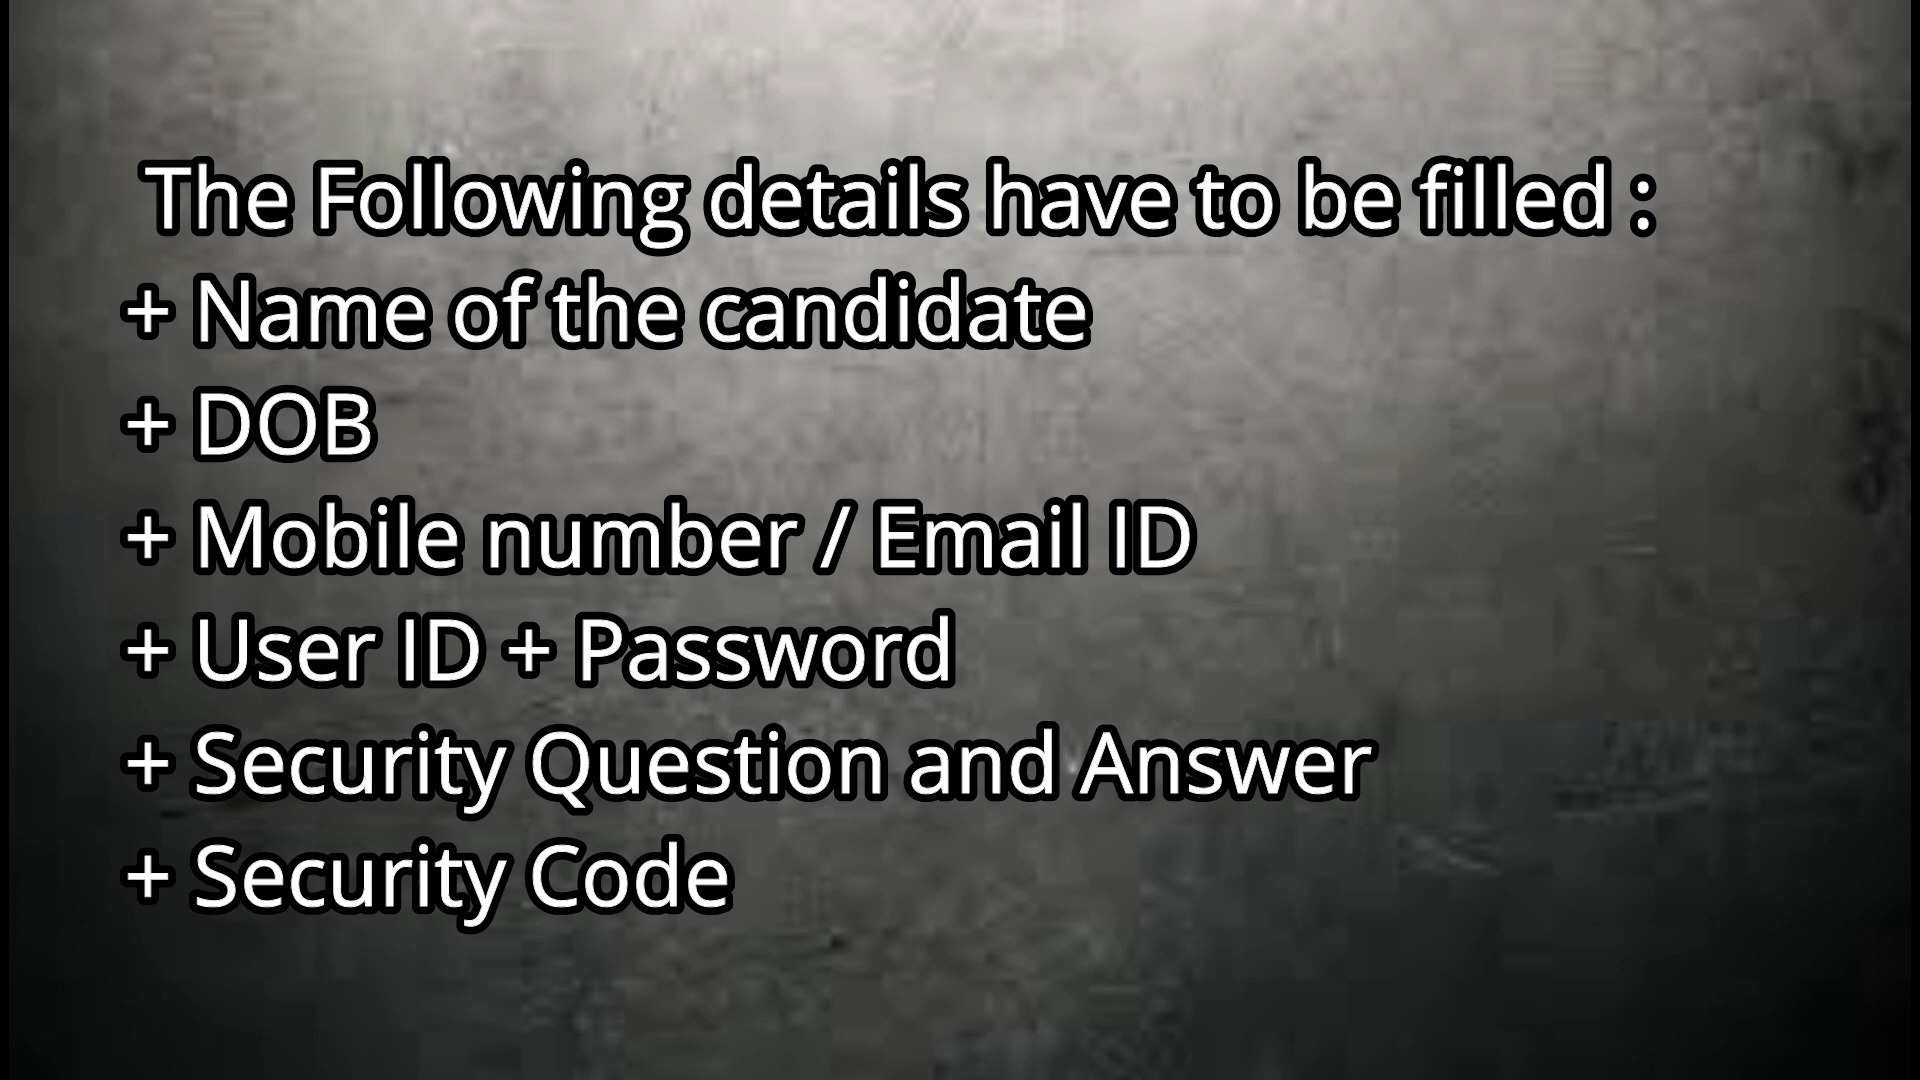 The Following details have to be filled :
+ Name of the candidate
+ DOB
+ Mobile number / Email ID
+ User ID + Password
+ Security Question and Answer
+ Security Code